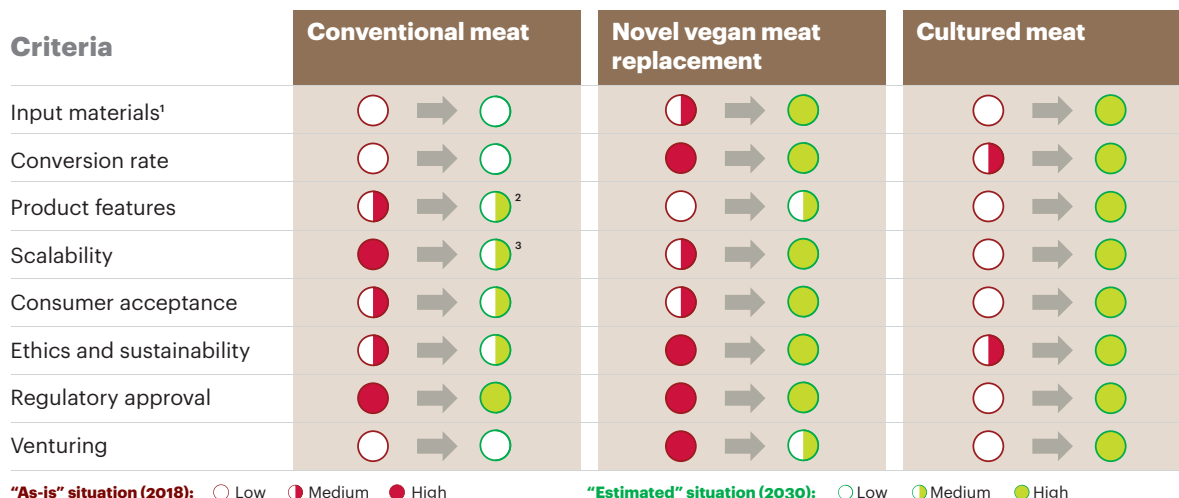 Criteria
Conventional meat
Novel vegan meat
replacement
Cultured meat
Input materials¹
Conversion rate
Product features
2
Scalability
3
Consumer acceptance
Ethics and sustainability
Regulatory approval
Venturing
"As-is" situation (2018): Low Medium High
"Estimated" situation (2030): Low Medium High